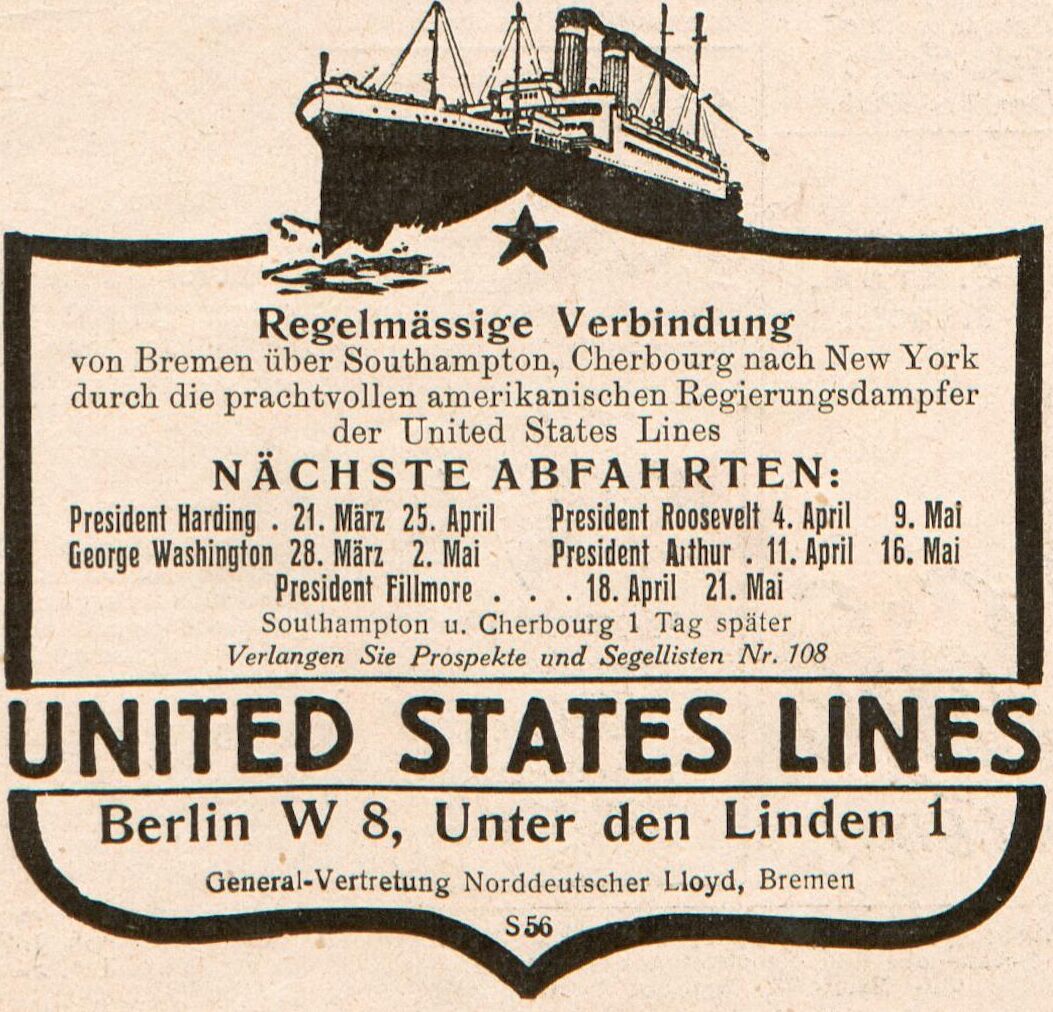 Regelmässige Verbindung
von Bremen über Southampton, Cherbourg nach New York
durch die prachtvollen amerikanischen Regierungsdampfer
der United States Lines
NÄCHSTE ABFAHRTEN:
President Harding . 21. März 25. April President Roosevelt 4. April 9. Mai
George Washington 28. März 2. Mai President Arthur . 11. April 16. Mai
President Fillmore . . . 18. April 21. Mai
Southampton u. Cherbourg 1 Tag später
Verlangen Sie Prospekte und Segellisten Nr. 108
UNITED STATES LINES
Berlin W 8, Unter den Linden 1
General-Vertretung Norddeutscher Lloyd, Bremen
S 56